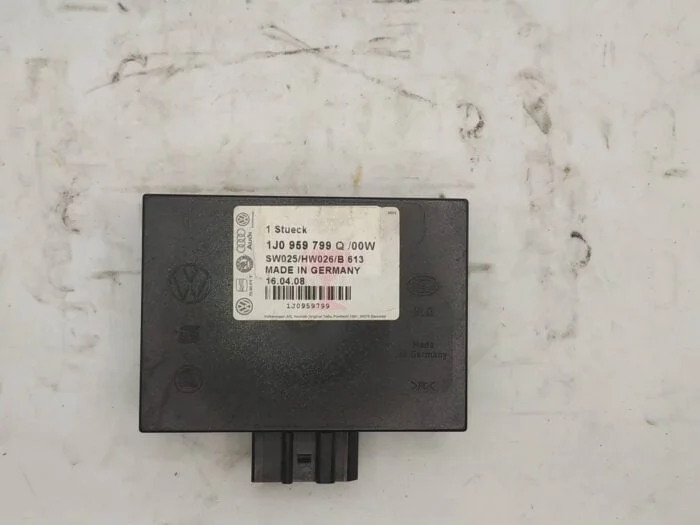 1 Stueck
1J0 959 799 Q /00W
SW025/HW026/B 613
MADE IN GERMANY
16.04.08
1J0959799
Audi
Made
in Germany